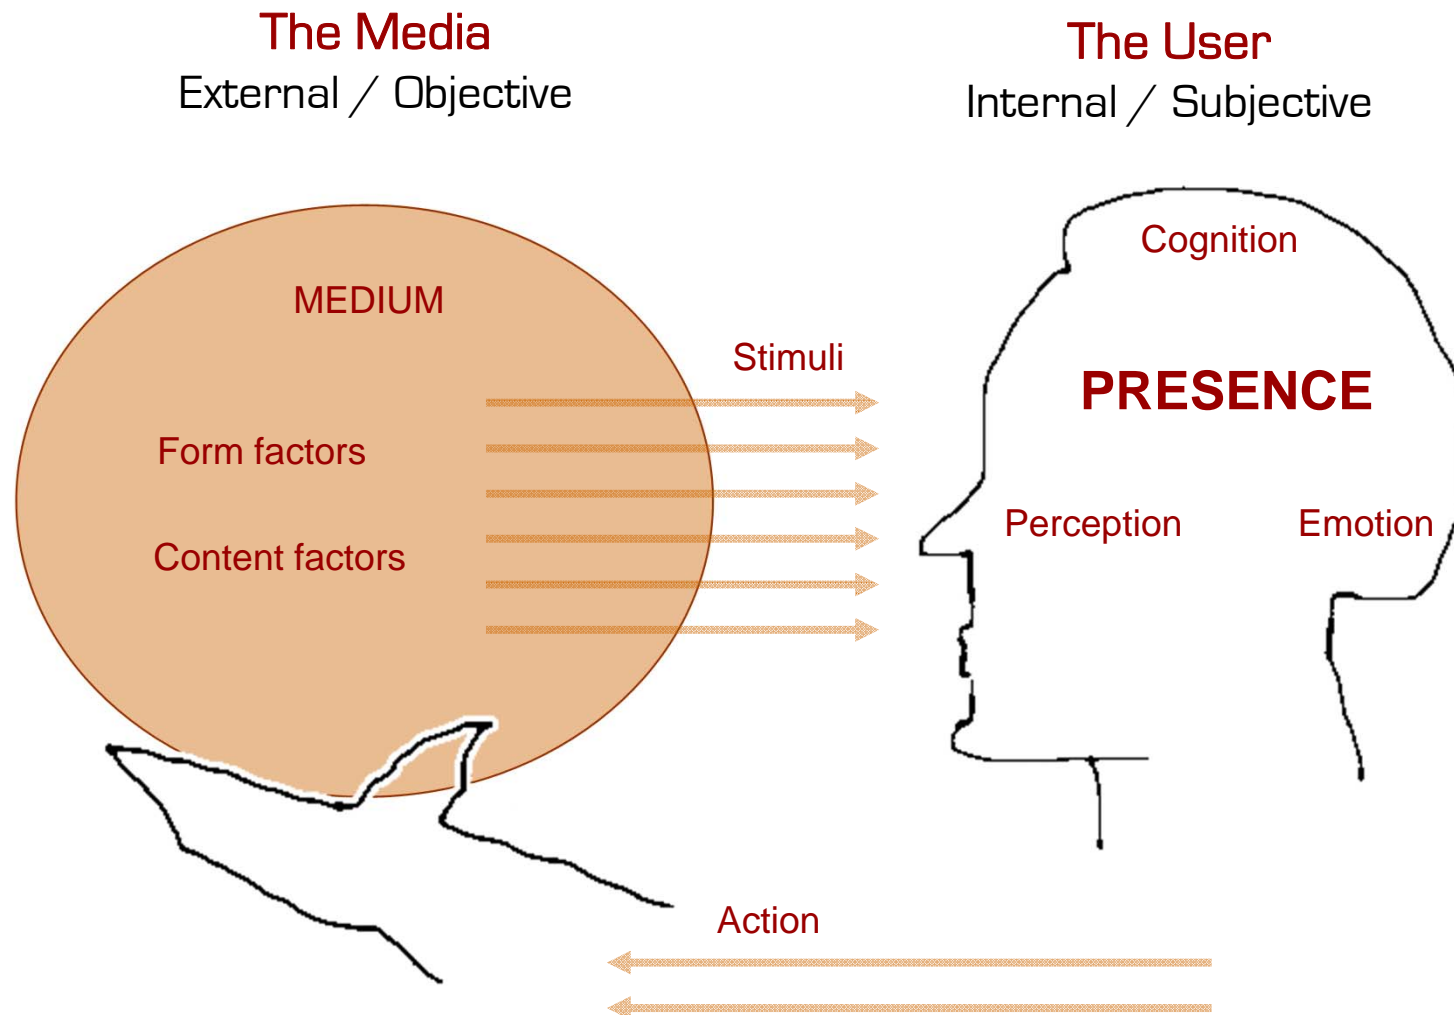 The Media
External / Objective
The User
Internal / Subjective
Cognition
MEDIUM
Stimuli
PRESENCE
Form factors
Perception
Emotion
Content factors
Action